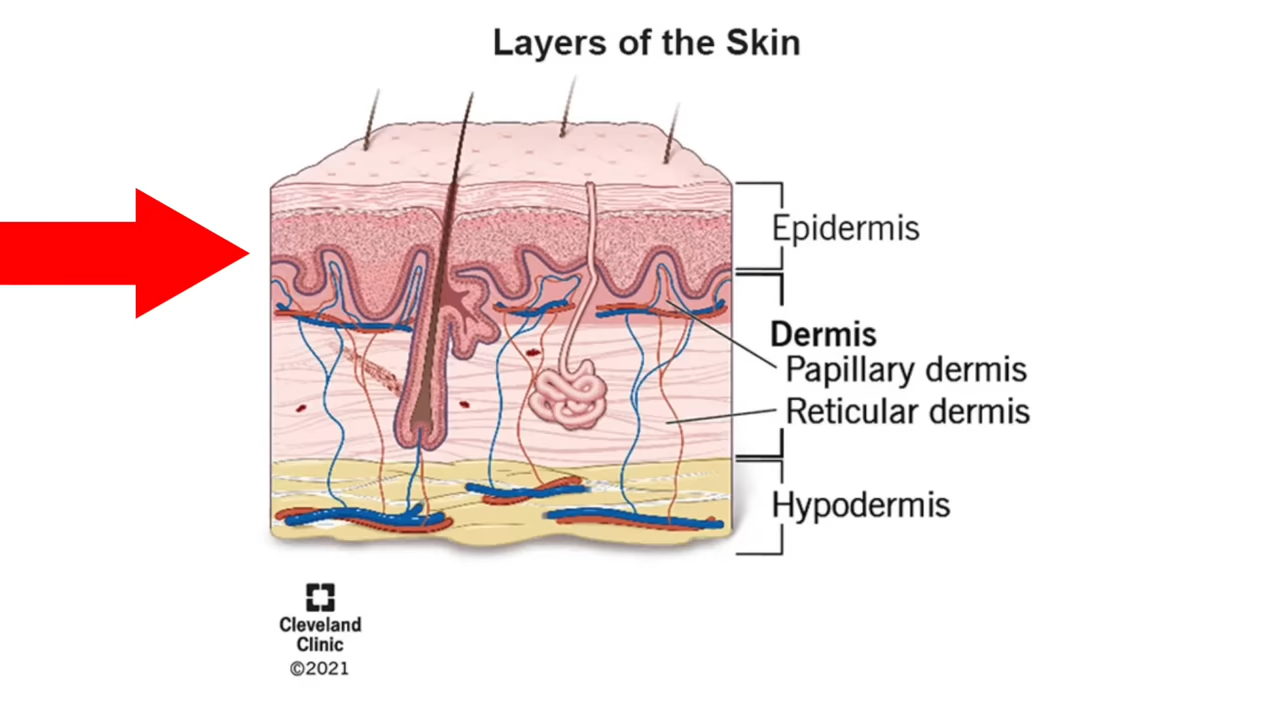 Layers of the Skin
Epidermis
Dermis
Papillary dermis
Reticular dermis
Hypodermis
Cleveland
Clinic
©2021